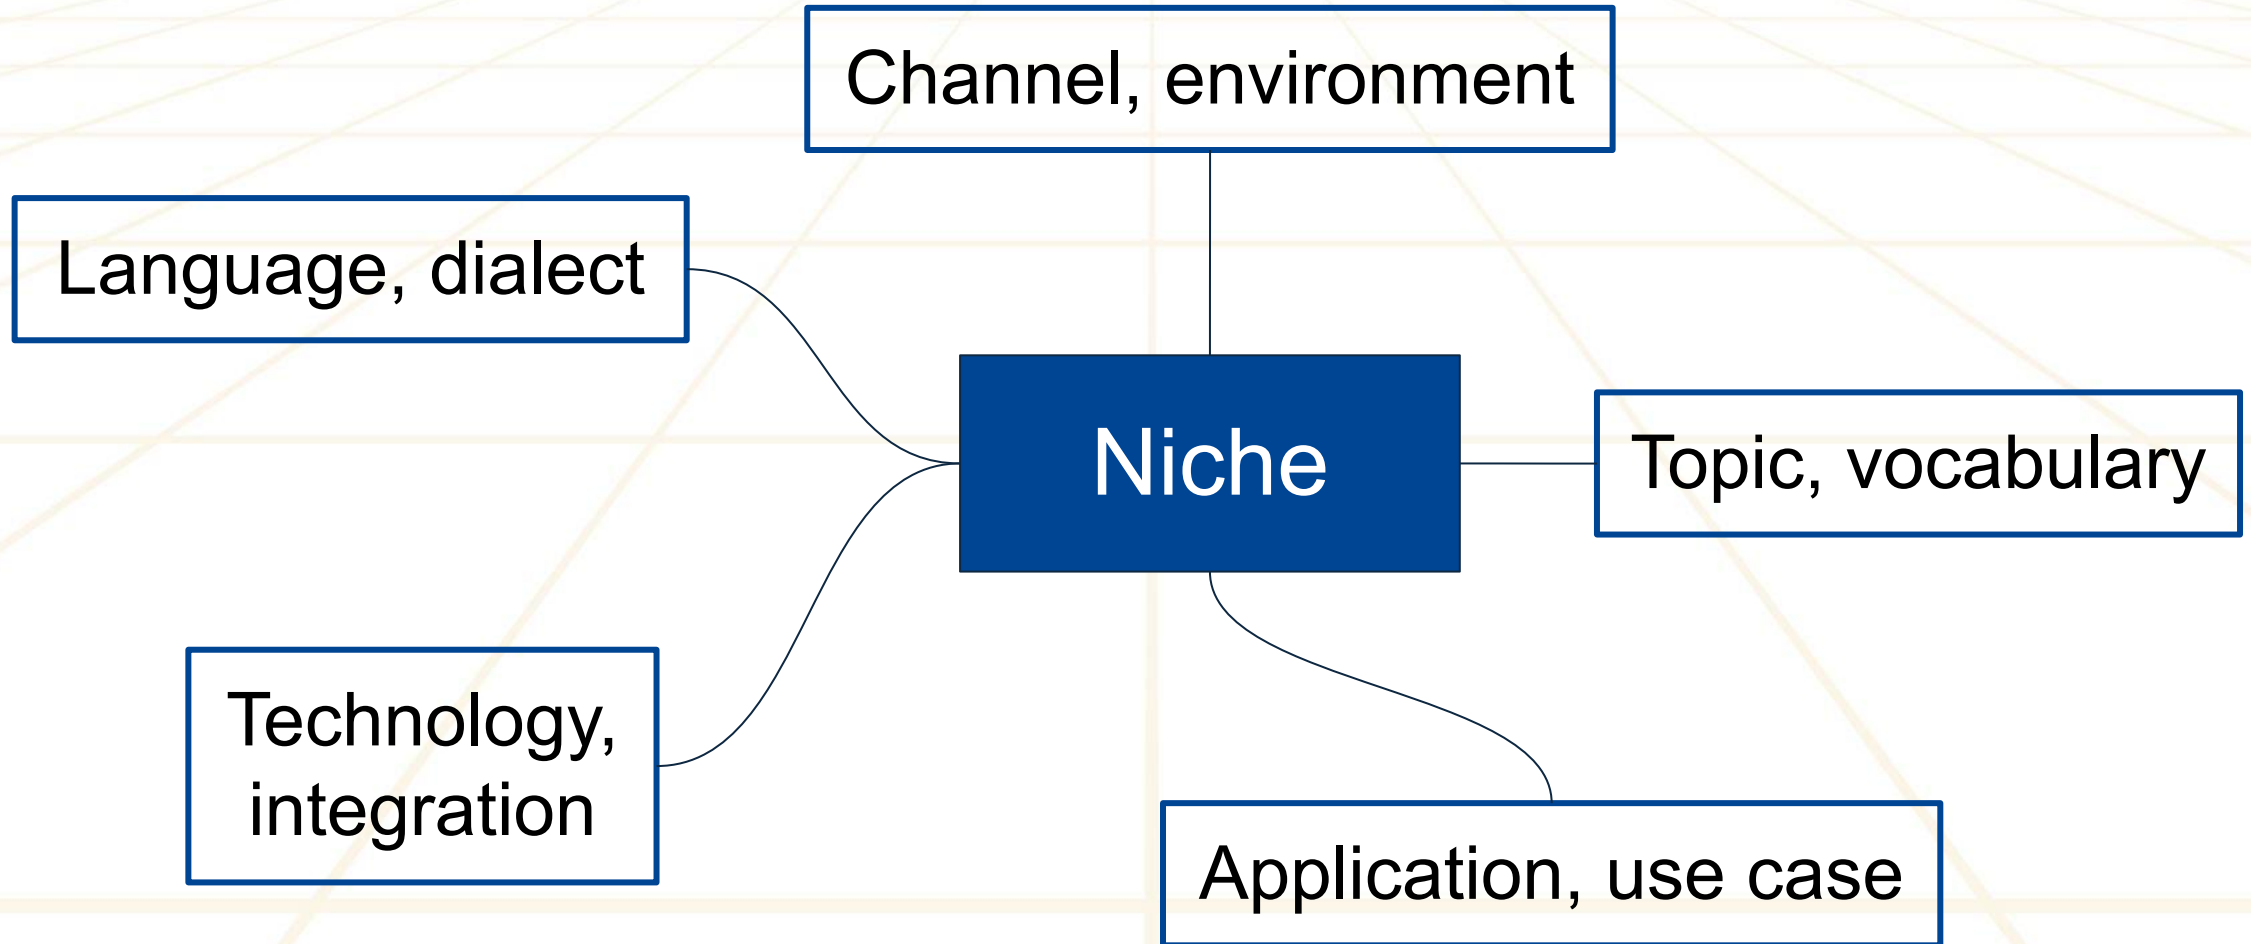 Channel, environment
Language, dialect
Niche
Topic, vocabulary
Technology,
integration
Application, use case